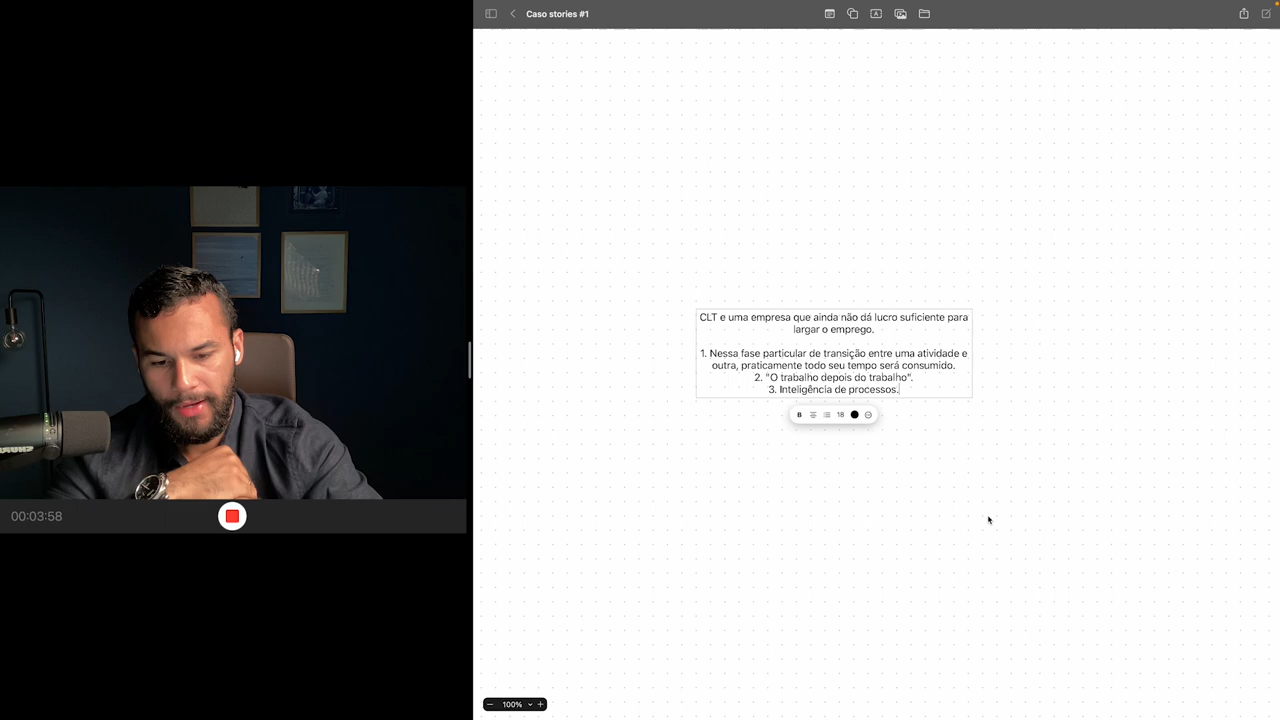 Caso stories #1
CLT e uma empresa que ainda não dá lucro suficiente para
largar o emprego.
1. Nessa fase particular de transição entre uma atividade e
outra, praticamente todo seu tempo será consumido.
2. "O trabalho depois do trabalho".
3. Inteligência de processos.
B
18
00:03:58
100%